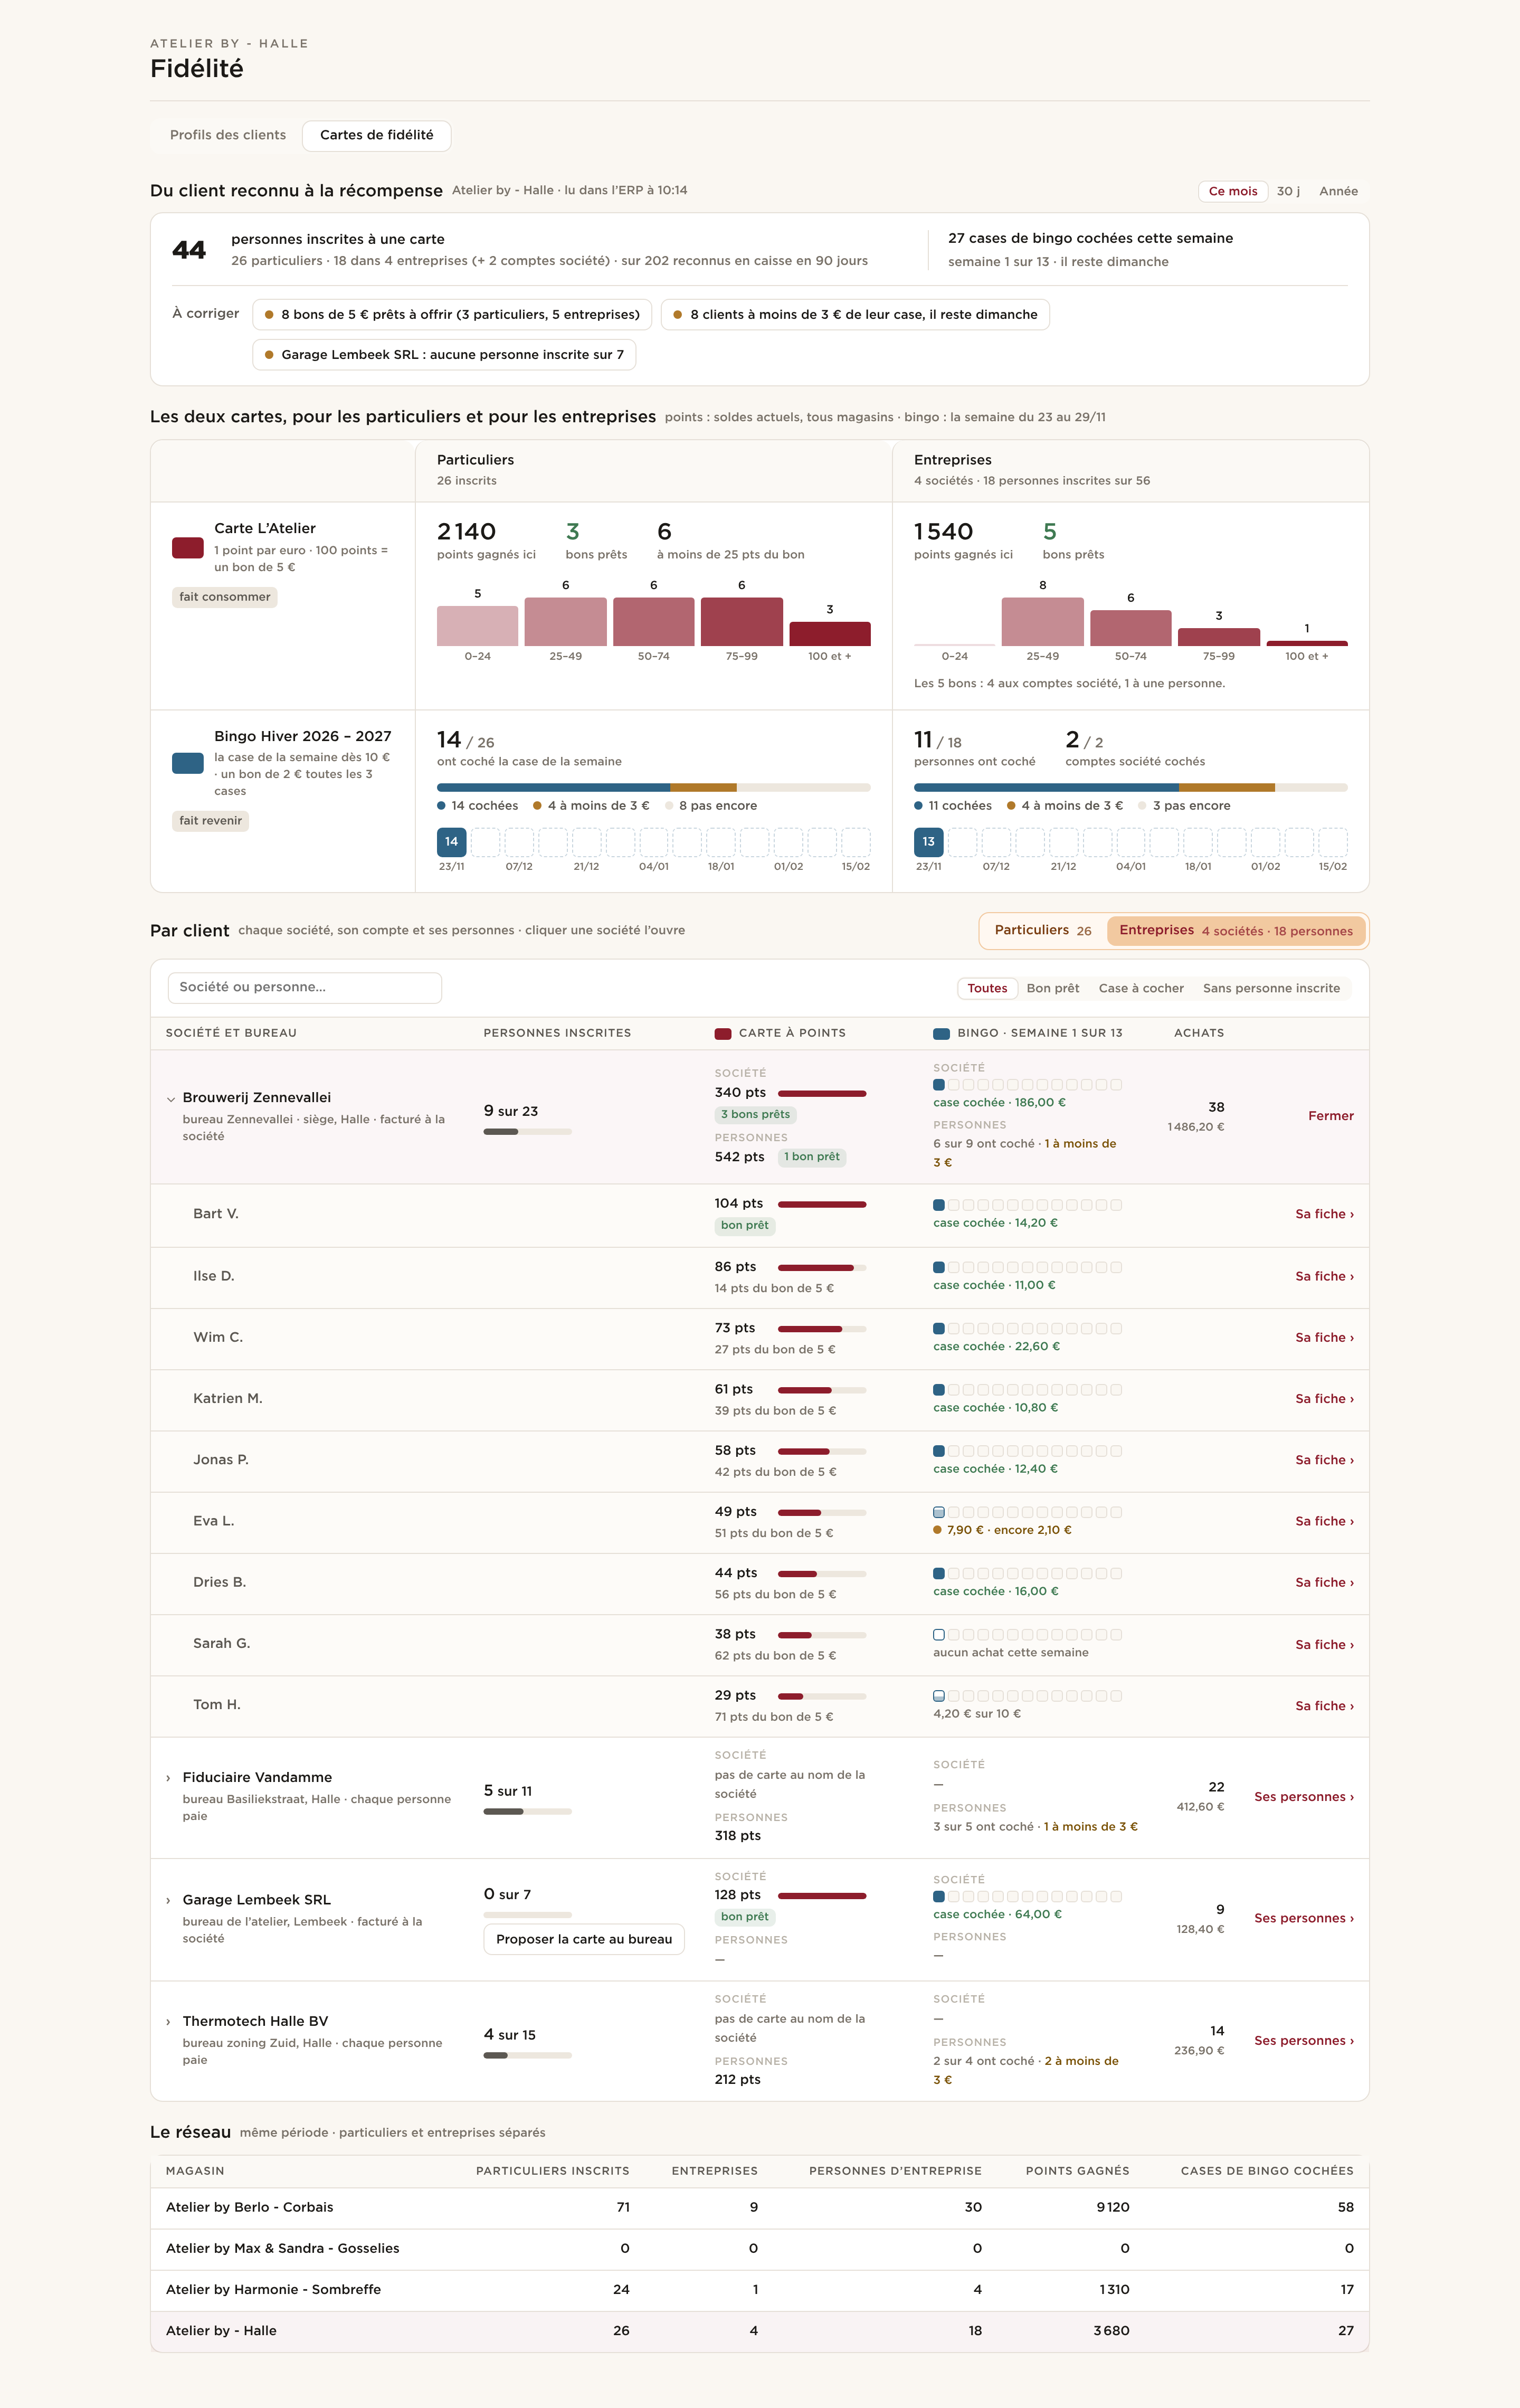 ATELIER BY - HALLE
Fidélité
Profils des clients
Cartes de fidélité
Du client reconnu à la récompense
Atelier by - Halle · lu dans l’ERP à 10:14
Ce mois
30 j
Année
44
personnes inscrites à une carte
26 particuliers · 18 dans 4 entreprises (+ 2 comptes société) · sur 202 reconnus en caisse en 90 jours
27 cases de bingo cochées cette semaine
semaine 1 sur 13 · il reste dimanche
À corriger
8 bons de 5 € prêts à offrir (3 particuliers, 5 entreprises)
8 clients à moins de 3 € de leur case, il reste dimanche
Garage Lembeek SRL : aucune personne inscrite sur 7
Les deux cartes, pour les particuliers et pour les entreprises
points : soldes actuels, tous magasins · bingo : la semaine du 23 au 29/11
Particuliers
26 inscrits
Entreprises
4 sociétés · 18 personnes inscrites sur 56
Carte L’Atelier
1 point par euro · 100 points =
un bon de 5 €
fait consommer
2 140
points gagnés ici
3
bons prêts
6
à moins de 25 pts du bon
5
6
6
6
3
0–24
25–49
50–74
75–99
100 et +
1 540
points gagnés ici
5
bons prêts
8
6
3
1
0–24
25–49
50–74
75–99
100 et +
Les 5 bons : 4 aux comptes société, 1 à une personne.
Bingo Hiver 2026 – 2027
la case de la semaine dès 10 €
· un bon de 2 € toutes les 3
cases
fait revenir
14 / 26
ont coché la case de la semaine
14 cochées
4 à moins de 3 €
8 pas encore
14
23/11
07/12
21/12
04/01
18/01
01/02
15/02
11 / 18
personnes ont coché
2 / 2
comptes société cochés
11 cochées
4 à moins de 3 €
3 pas encore
13
23/11
07/12
21/12
04/01
18/01
01/02
15/02
Par client
chaque société, son compte et ses personnes · cliquer une société l’ouvre
Particuliers 26
Entreprises 4 sociétés · 18 personnes
Société ou personne...
Toutes
Bon prêt
Case à cocher
Sans personne inscrite
SOCIÉTÉ ET BUREAU
PERSONNES INSCRITES
CARTE À POINTS
BINGO · SEMAINE 1 SUR 13
ACHATS
Brouwerij Zennevallei
bureau Zennevallei · siège, Halle · facturé à la
société
9 sur 23
SOCIÉTÉ
340 pts
3 bons prêts
PERSONNES
542 pts
1 bon prêt
SOCIÉTÉ
case cochée · 186,00 €
PERSONNES
6 sur 9 ont coché · 1 à moins de
3 €
38
1 486,20 €
Fermer
Bart V.
104 pts
bon prêt
case cochée · 14,20 €
Sa fiche ›
Ilse D.
86 pts
14 pts du bon de 5 €
case cochée · 11,00 €
Sa fiche ›
Wim C.
73 pts
27 pts du bon de 5 €
case cochée · 22,60 €
Sa fiche ›
Katrien M.
61 pts
39 pts du bon de 5 €
case cochée · 10,80 €
Sa fiche ›
Jonas P.
58 pts
42 pts du bon de 5 €
case cochée · 12,40 €
Sa fiche ›
Eva L.
49 pts
51 pts du bon de 5 €
7,90 € · encore 2,10 €
Sa fiche ›
Dries B.
44 pts
56 pts du bon de 5 €
case cochée · 16,00 €
Sa fiche ›
Sarah G.
38 pts
62 pts du bon de 5 €
aucun achat cette semaine
Sa fiche ›
Tom H.
29 pts
71 pts du bon de 5 €
4,20 € sur 10 €
Sa fiche ›
› Fiduciaire Vandamme
bureau Basiliekstraat, Halle · chaque personne
paie
5 sur 11
SOCIÉTÉ
pas de carte au nom de la
société
PERSONNES
318 pts
SOCIÉTÉ
—
PERSONNES
3 sur 5 ont coché · 1 à moins de 3 €
22
412,60 €
Ses personnes ›
› Garage Lembeek SRL
bureau de l’atelier, Lembeek · facturé à la
société
0 sur 7
Proposer la carte au bureau
SOCIÉTÉ
128 pts
bon prêt
PERSONNES
—
SOCIÉTÉ
case cochée · 64,00 €
PERSONNES
—
9
128,40 €
Ses personnes ›
› Thermotech Halle BV
bureau zoning Zuid, Halle · chaque personne
paie
4 sur 15
SOCIÉTÉ
pas de carte au nom de la
société
PERSONNES
212 pts
SOCIÉTÉ
—
PERSONNES
2 sur 4 ont coché · 2 à moins de
3 €
14
236,90 €
Ses personnes ›
Le réseau
même période · particuliers et entreprises séparés
MAGASIN
PARTICULIERS INSCRITS
ENTREPRISES
PERSONNES D’ENTREPRISE
POINTS GAGNÉS
CASES DE BINGO COCHÉES
Atelier by Berlo - Corbais
71
9
30
9 120
58
Atelier by Max & Sandra - Gosselies
0
0
0
0
0
Atelier by Harmonie - Sombreffe
24
1
4
1 310
17
Atelier by - Halle
26
4
18
3 680
27